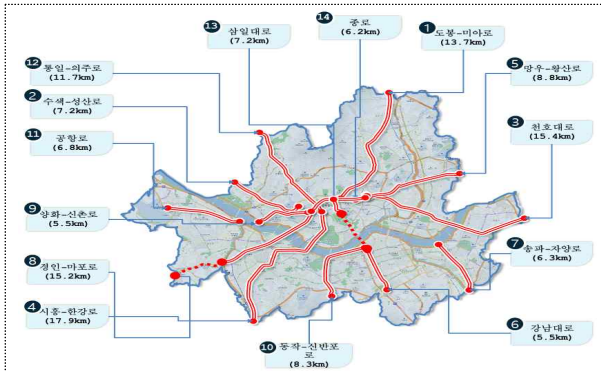 14
종로
(6.2km)
13
삼일대로
(7.2km)
1
도봉-미아로
(13.7km)
12
통일-의주로
(11.7km)
5
망우-왕산로
(8.8km)
2
수색-성산로
(7.2km)
3
천호대로
(15.4km)
11
공항로
(6.8km)
9
양화-신촌로
(5.5km)
7
송파-자양로
(6.3km)
8
경인-마포로
(15.2km)
4
시흥-한강로
(17.9km)
6
강남대로
(5.5km)
10
동작-신반포
로
(8.3km)